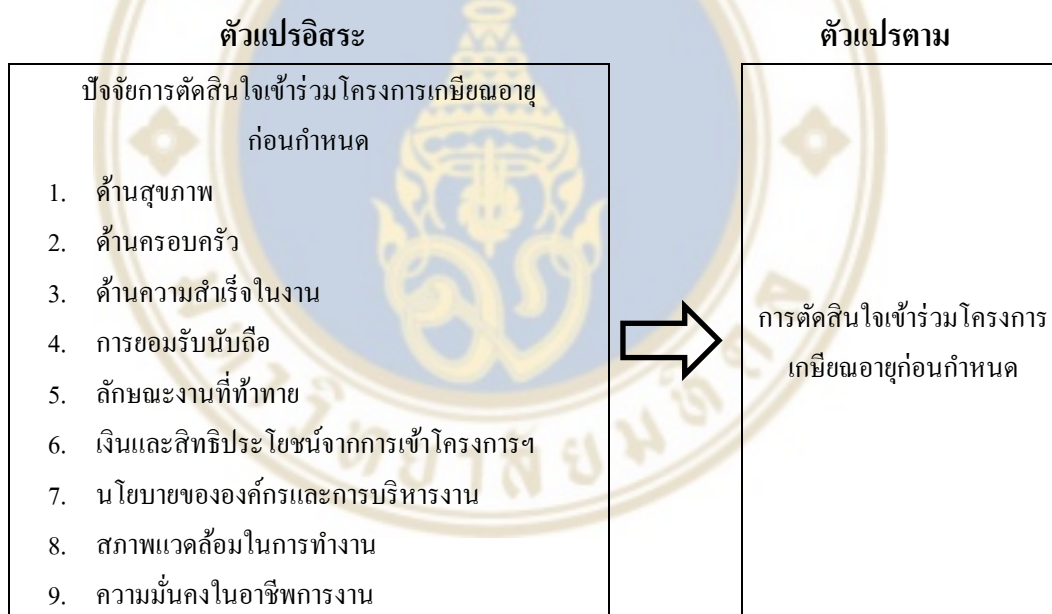 ตัวแปรอิสระ
ตัวแปรตาม
ปัจจัยการตัดสินใจเข้าร่วมโครงการเกษียณอายุ
ก่อนกำหนด
1. ด้านสุขภาพ
2. ด้านครอบครัว
3. ด้านความสำเร็จในงาน
4. การยอมรับนับถือ
5. ลักษณะงานที่ท้าทาย
6. เงินและสิทธิประโยชน์จากการเข้าโครงการฯ
7. นโยบายขององค์กรและการบริหารงาน
8. สภาพแวดล้อมในการทำงาน
9. ความมั่นคงในอาชีพการงาน
การตัดสินใจเข้าร่วมโครงการ
เกษียณอายุก่อนกำหนด